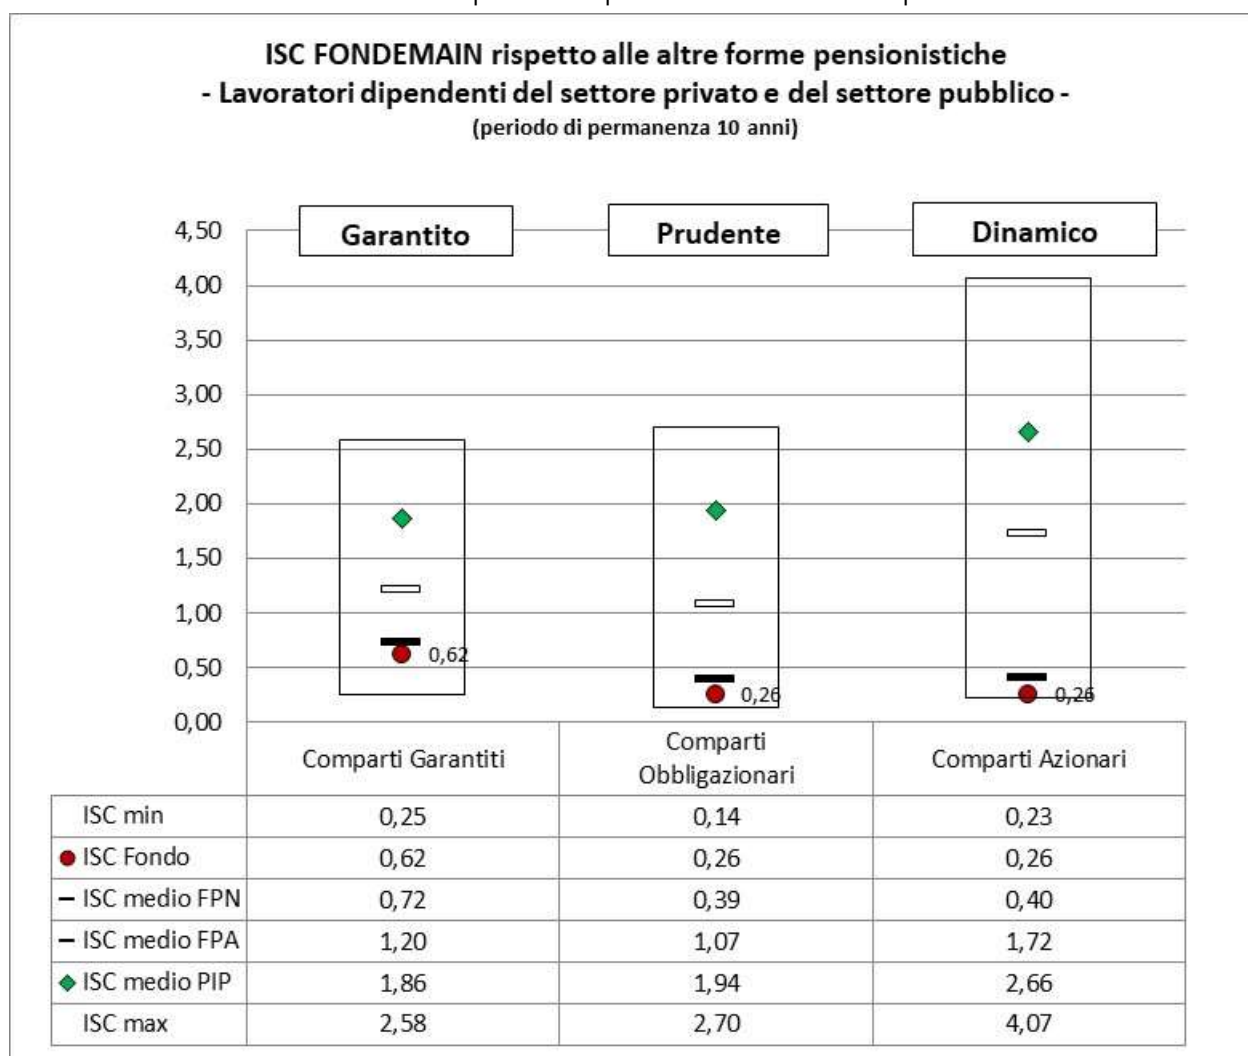 ISC FONDEMAIN rispetto alle altre forme pensionistiche
- Lavoratori dipendenti del settore privato e del settore pubblico -
(periodo di permanenza 10 anni)
Garantito Prudente Dinamico
4,50
4,00
3,50
3,00
2,50
2,00
1,50
1,00
0,50
0,00
0,62
0,26
0,26
Comparti Garantiti
Comparti
Obbligazionari
Comparti Azionari
ISC min 0,25 0,14 0,23
ISC Fondo 0,62 0,26 0,26
ISC medio FPN 0,72 0,39 0,40
ISC medio FPA 1,20 1,07 1,72
ISC medio PIP 1,86 1,94 2,66
ISC max 2,58 2,70 4,07